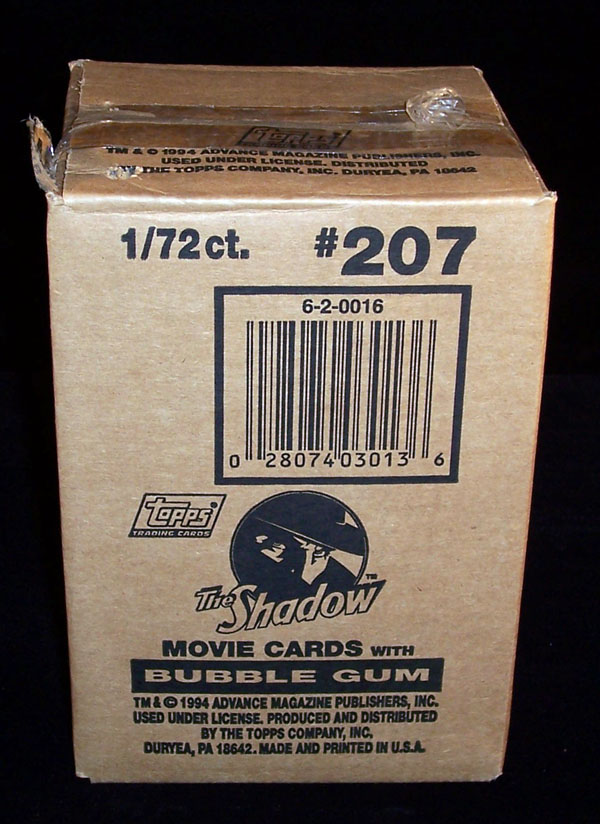 Topps
TM & © 1994 ADVANCE MAGAZINE PUBLISHERS, INC.
USED UNDER LICENSE. DISTRIBUTED
BY THE TOPPS COMPANY, INC. DURYEA, PA 18642
1/72 ct. #207
6-2-0016
0 28074 03013 6
Topps®
TRADING CARDS
The Shadow™
MOVIE CARDS WITH
BUBBLE GUM
TM & © 1994 ADVANCE MAGAZINE PUBLISHERS, INC.
USED UNDER LICENSE. PRODUCED AND DISTRIBUTED
BY THE TOPPS COMPANY, INC,
DURYEA, PA 18642. MADE AND PRINTED IN U.S.A.